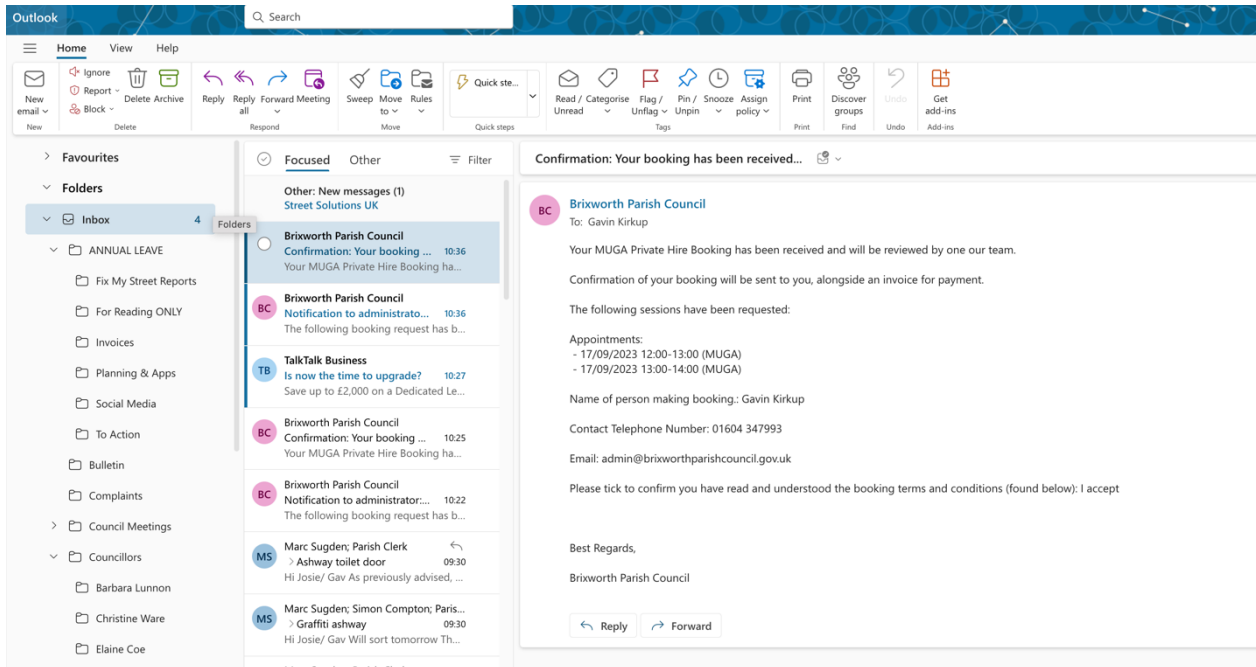 Outlook
Search
Home View Help
New email
Ignore
Report
Block
Delete Archive
Reply Reply all Forward Meeting
Sweep Move to Rules
Quick ste...
Read / Unread Categorise Flag / Unflag Pin / Unpin Snooze Assign policy
Print
Discover groups
Undo
Get add-ins
New Delete Respond Move Quick steps Tags Print Find Undo Add-ins
Favourites
Folders
Inbox 4
Folders
ANNUAL LEAVE
Fix My Street Reports
For Reading ONLY
Invoices
Planning & Apps
Social Media
To Action
Bulletin
Complaints
Council Meetings
Councillors
Barbara Lunnon
Christine Ware
Elaine Coe
Focused Other Filter
Other: New messages (1)
Street Solutions UK
Brixworth Parish Council
Confirmation: Your booking ... 10:36
Your MUGA Private Hire Booking ha...
BC
Brixworth Parish Council
Notification to administrato... 10:36
The following booking request has b...
TB
TalkTalk Business
Is now the time to upgrade? 10:27
Save up to £2,000 on a Dedicated Le...
BC
Brixworth Parish Council
Confirmation: Your booking ... 10:25
Your MUGA Private Hire Booking ha...
BC
Brixworth Parish Council
Notification to administrator:... 10:22
The following booking request has b...
MS
Marc Sugden; Parish Clerk
Ashway toilet door 09:30
Hi Josie/ Gav As previously advised, ...
MS
Marc Sugden; Simon Compton; Paris...
Graffiti ashway 09:30
Hi Josie/ Gav Will sort tomorrow Th...
Confirmation: Your booking has been received...
BC
Brixworth Parish Council
To: Gavin Kirkup
Your MUGA Private Hire Booking has been received and will be reviewed by one our team.
Confirmation of your booking will be sent to you, alongside an invoice for payment.
The following sessions have been requested:
Appointments:
- 17/09/2023 12:00-13:00 (MUGA)
- 17/09/2023 13:00-14:00 (MUGA)
Name of person making booking.: Gavin Kirkup
Contact Telephone Number: 01604 347993
Email: admin@brixworthparishcouncil.gov.uk
Please tick to confirm you have read and understood the booking terms and conditions (found below): I accept
Best Regards,
Brixworth Parish Council
Reply Forward